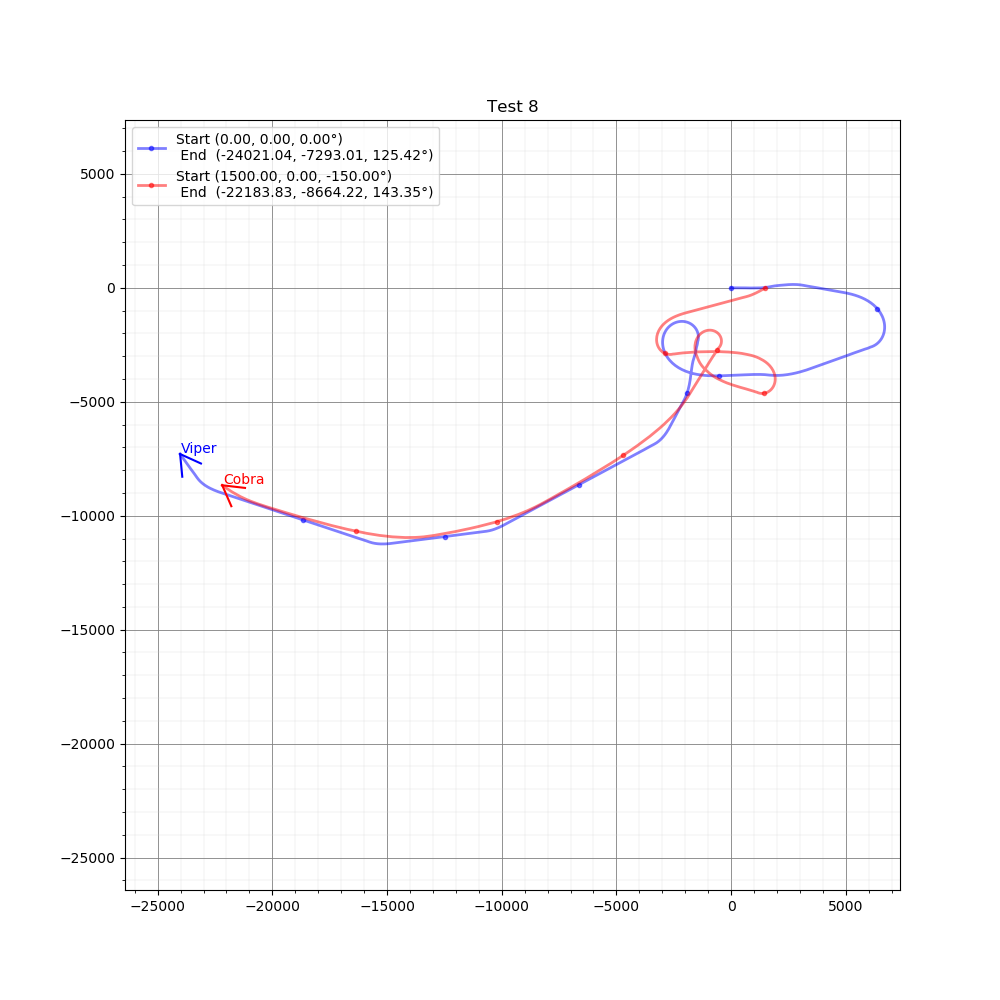 Test 8
Start (0.00, 0.00, 0.00°)
End  (-24021.04, -7293.01, 125.42°)
Start (1500.00, 0.00, -150.00°)
End  (-22183.83, -8664.22, 143.35°)
5000
0
−5000
−10000
−15000
−20000
−25000
Viper
Cobra
−25000
−20000
−15000
−10000
−5000
0
5000